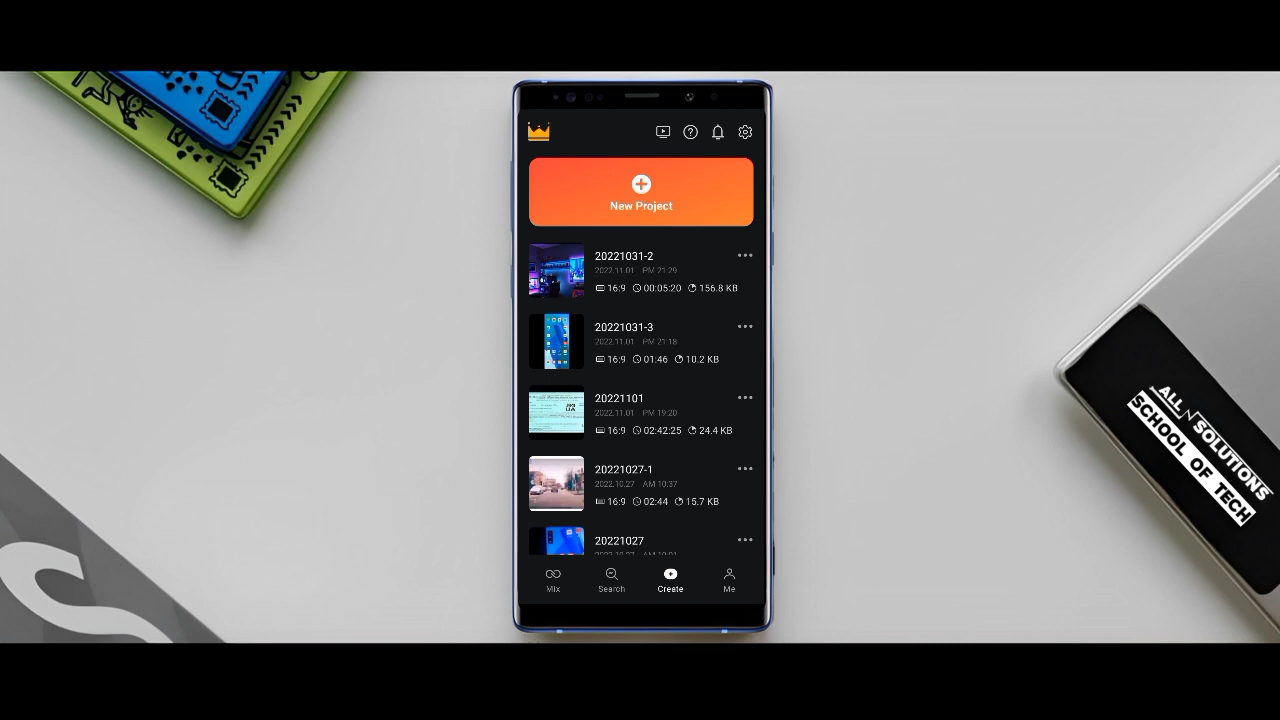 New Project
20221031-2
2022.11.01 PM 21:29
16:9 00:05:20 156.8 KB
20221031-3
2022.11.01 PM 21:18
16:9 01:46 10.2 KB
20221101
2022.11.01 PM 19:20
16:9 02:42:25 24.4 KB
20221027-1
2022.10.27 AM 10:37
16:9 02:44 15.7 KB
20221027
Mix
Search
Create
Me
ALL N SOLUTIONS
SCHOOL OF TECH